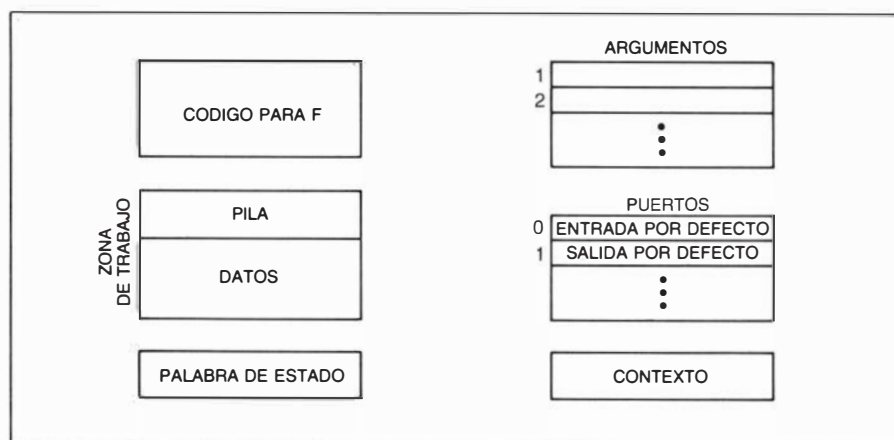 CODIGO PARA F
ZONA
DE TRABAJO
PILA
DATOS
PALABRA DE ESTADO
ARGUMENTOS
1
2
PUERTOS
0 ENTRADA POR DEFECTO
1 SALIDA POR DEFECTO
CONTEXTO